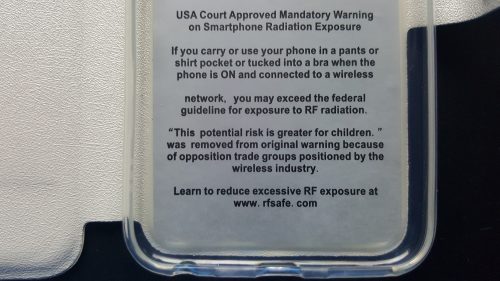 USA Court Approved Mandatory Warning
on Smartphone Radiation Exposure
If you carry or use your phone in a pants or
shirt pocket or tucked into a bra when the
phone is ON and connected to a wireless
network, you may exceed the federal
guideline for exposure to RF radiation.
“This potential risk is greater for children.”
was removed from original warning because
of opposition trade groups positioned by the
wireless industry.
Learn to reduce excessive RF exposure at
www.rfsafe.com